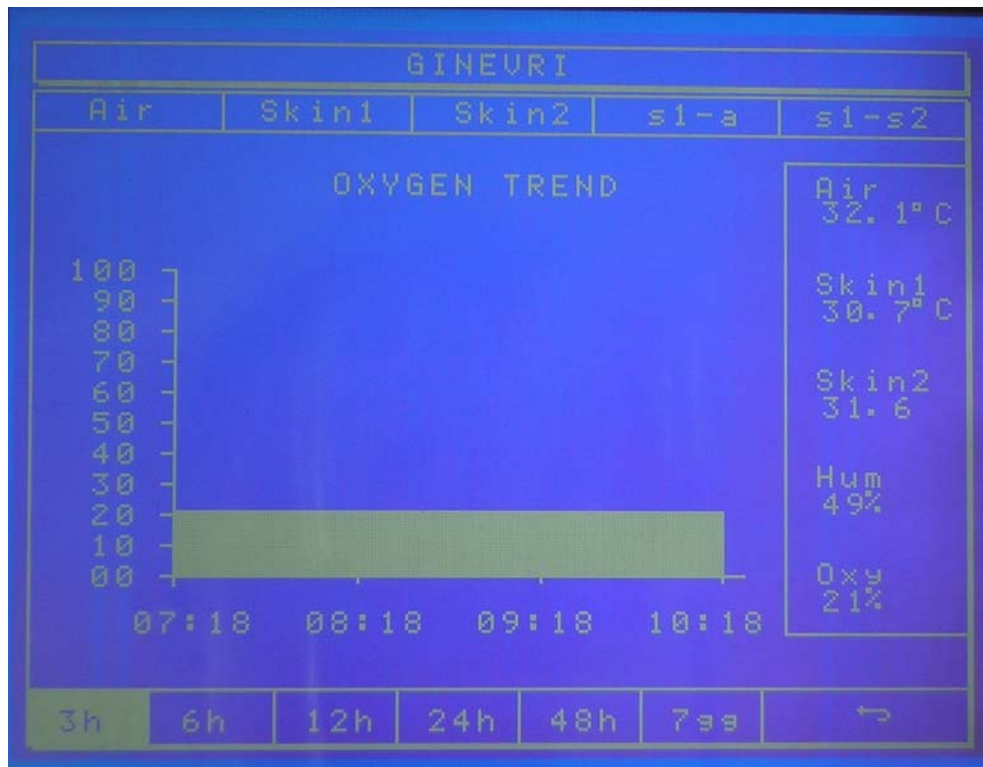 GINEVRI
Air Skin1 Skin2 s1-a s1-s2
OXYGEN TREND
100
90
80
70
60
50
40
30
20
10
00
07:18 08:18 09:18 10:18
Air
32.1°C
Skin1
30.7°C
Skin2
31.6
Hum
49%
Oxy
21%
3h 6h 12h 24h 48h 7gg